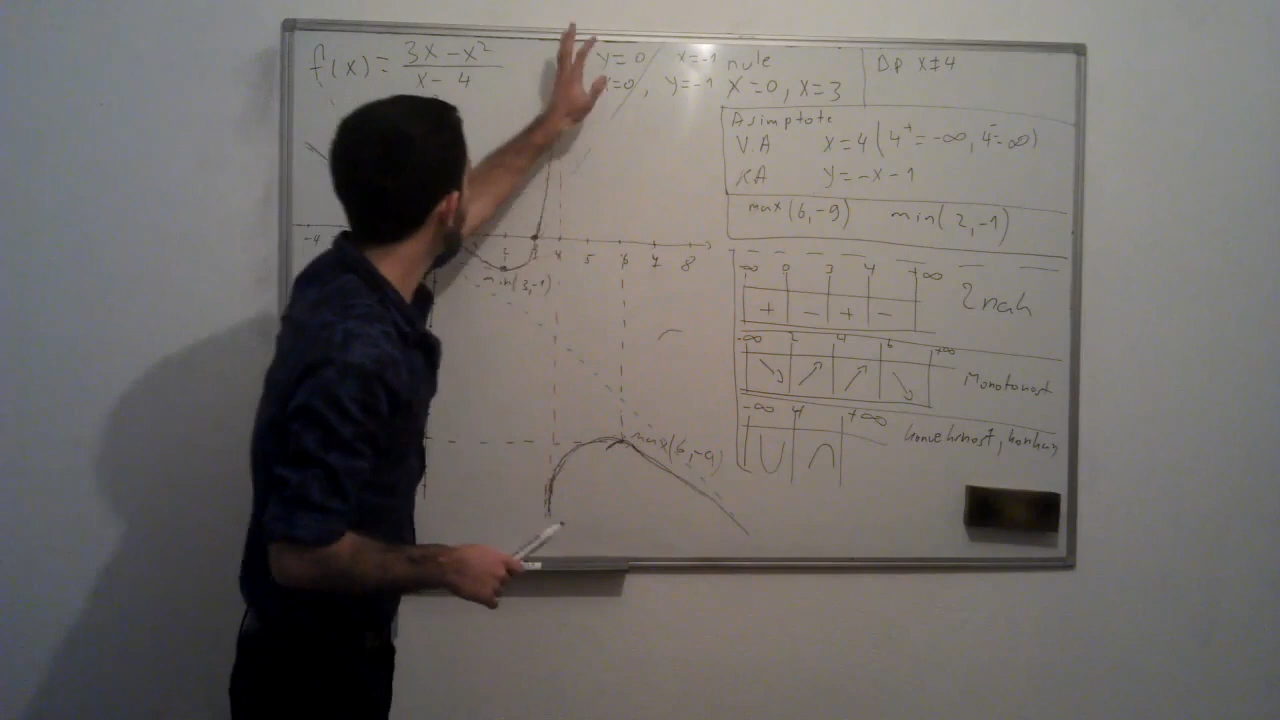 f(x) = (3x - x²)/(x - 4)
y=0 x=-1
x=0, y=-1
nule
x=0, x=3
DP x≠4
Asimptote
V.A x=4 (4⁺=-∞, 4⁻=∞)
KA y=-x-1
max(6,-9) min(2,-1)
-∞ 0 3 4 +∞
+ - + -
Znak
-∞ 2 4 6 +∞
↘ ↗ ↗ ↘
Monotonost
-∞ 4 +∞
∪ ∩
-4 2 3 4 5 6 7 8
min(3,-1)
max(6,-9)